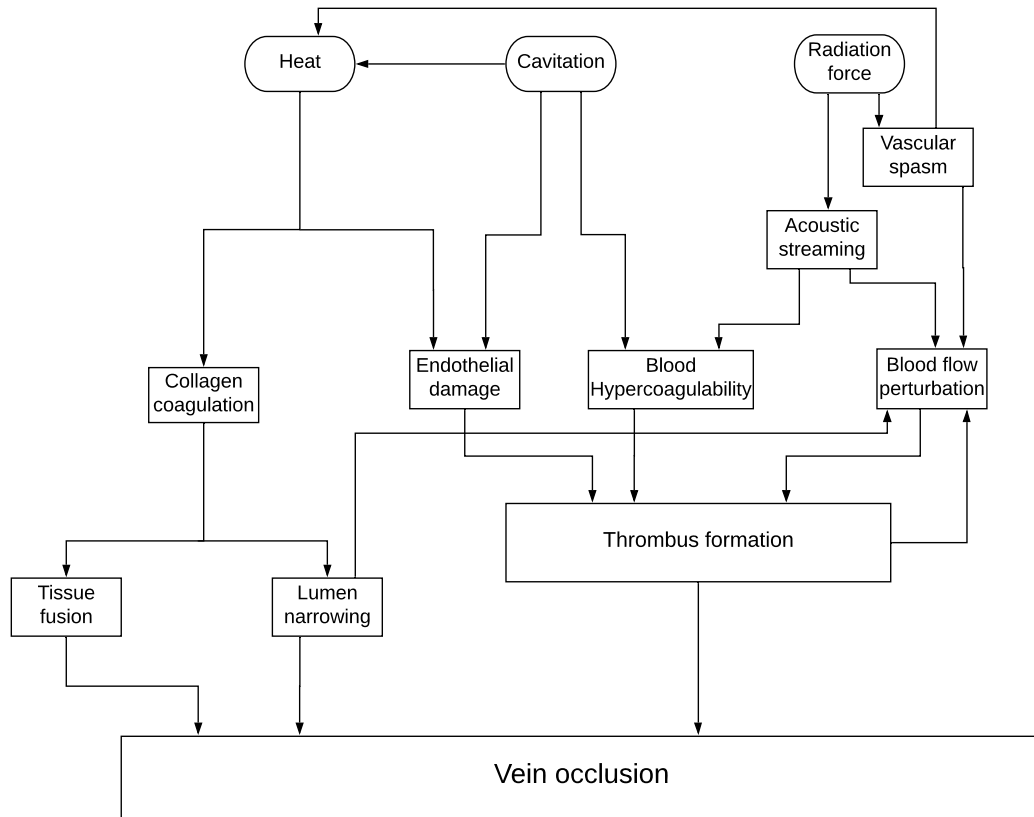 Heat
Cavitation
Radiation
force
Vascular
spasm
Acoustic
streaming
Collagen
coagulation
Endothelial
damage
Blood
Hypercoagulability
Blood flow
perturbation
Thrombus formation
Tissue
fusion
Lumen
narrowing
Vein occlusion